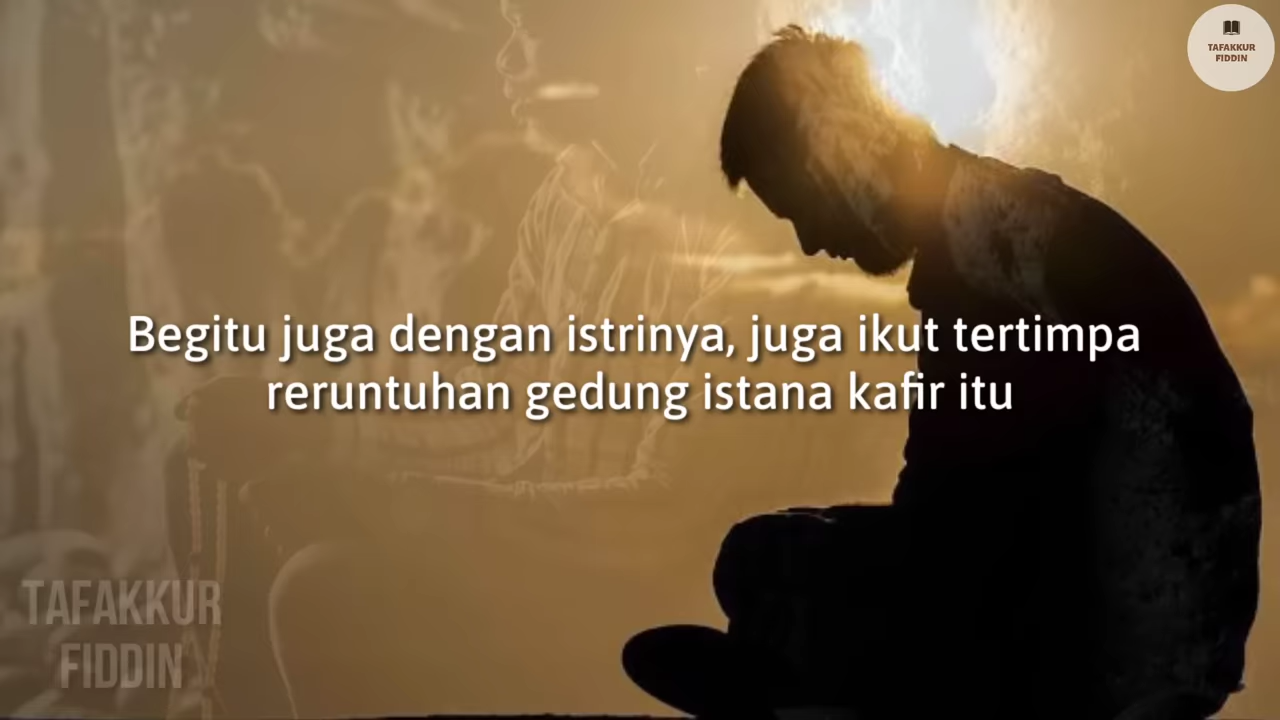 TAFAKKUR
FIDDIN
Begitu juga dengan istrinya, juga ikut tertimpa
reruntuhan gedung istana kafir itu
TAFAKKUR
FIDDIN